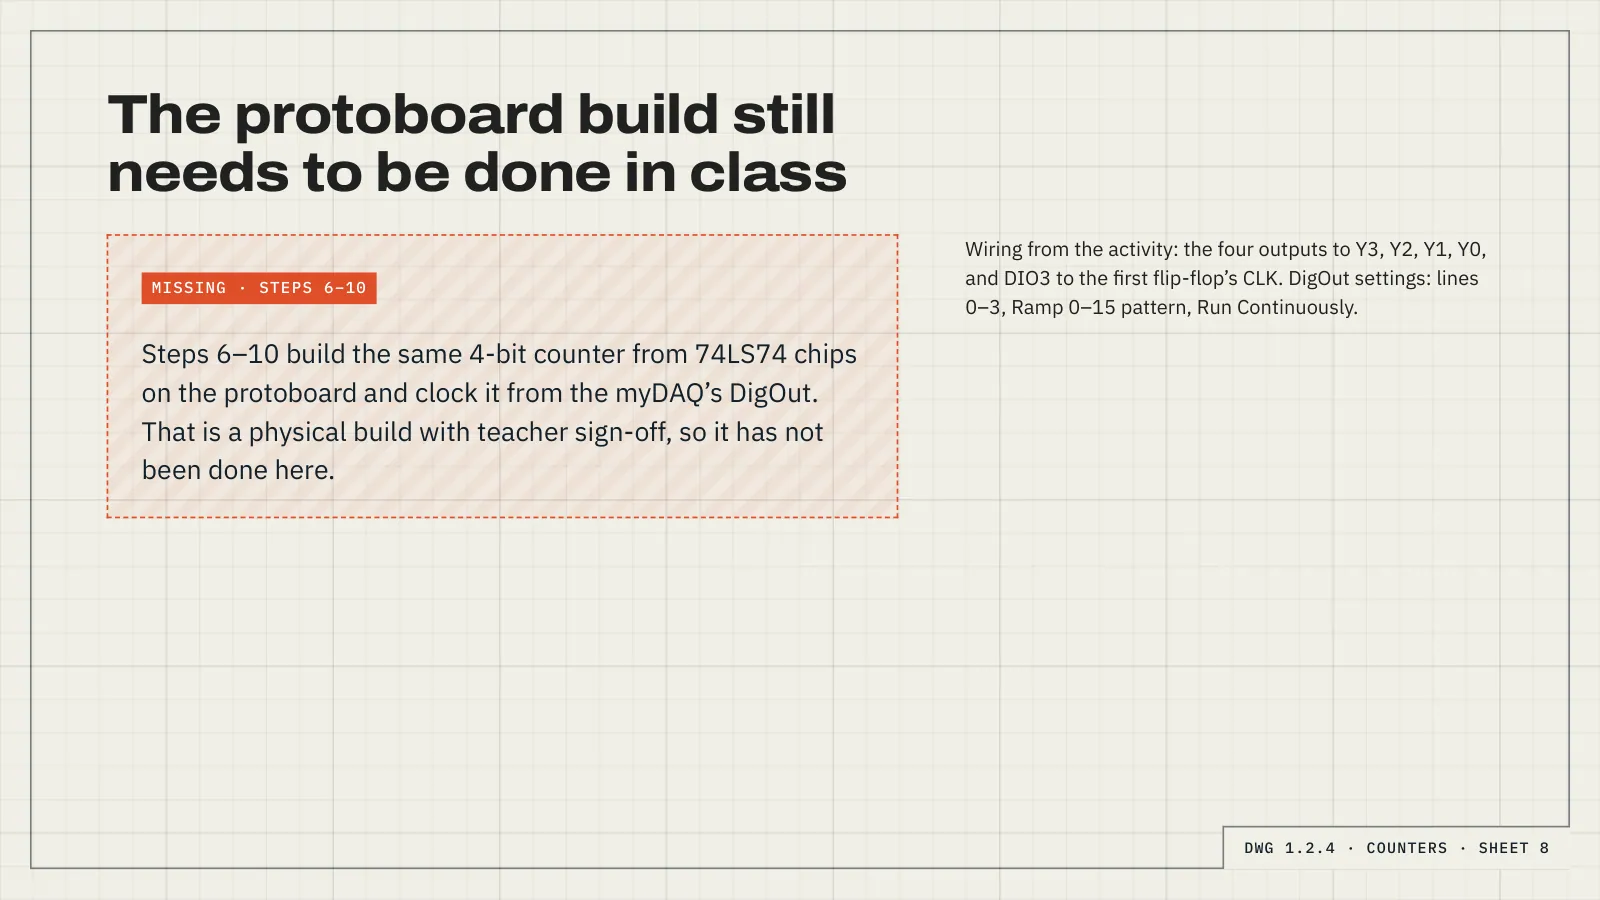 The protoboard build still
needs to be done in class
MISSING · STEPS 6–10
Steps 6–10 build the same 4-bit counter from 74LS74 chips
on the protoboard and clock it from the myDAQ’s DigOut.
That is a physical build with teacher sign-off, so it has not
been done here.
Wiring from the activity: the four outputs to Y3, Y2, Y1, Y0,
and DIO3 to the first flip-flop’s CLK. DigOut settings: lines
0–3, Ramp 0–15 pattern, Run Continuously.
DWG 1.2.4 · COUNTERS · SHEET 8